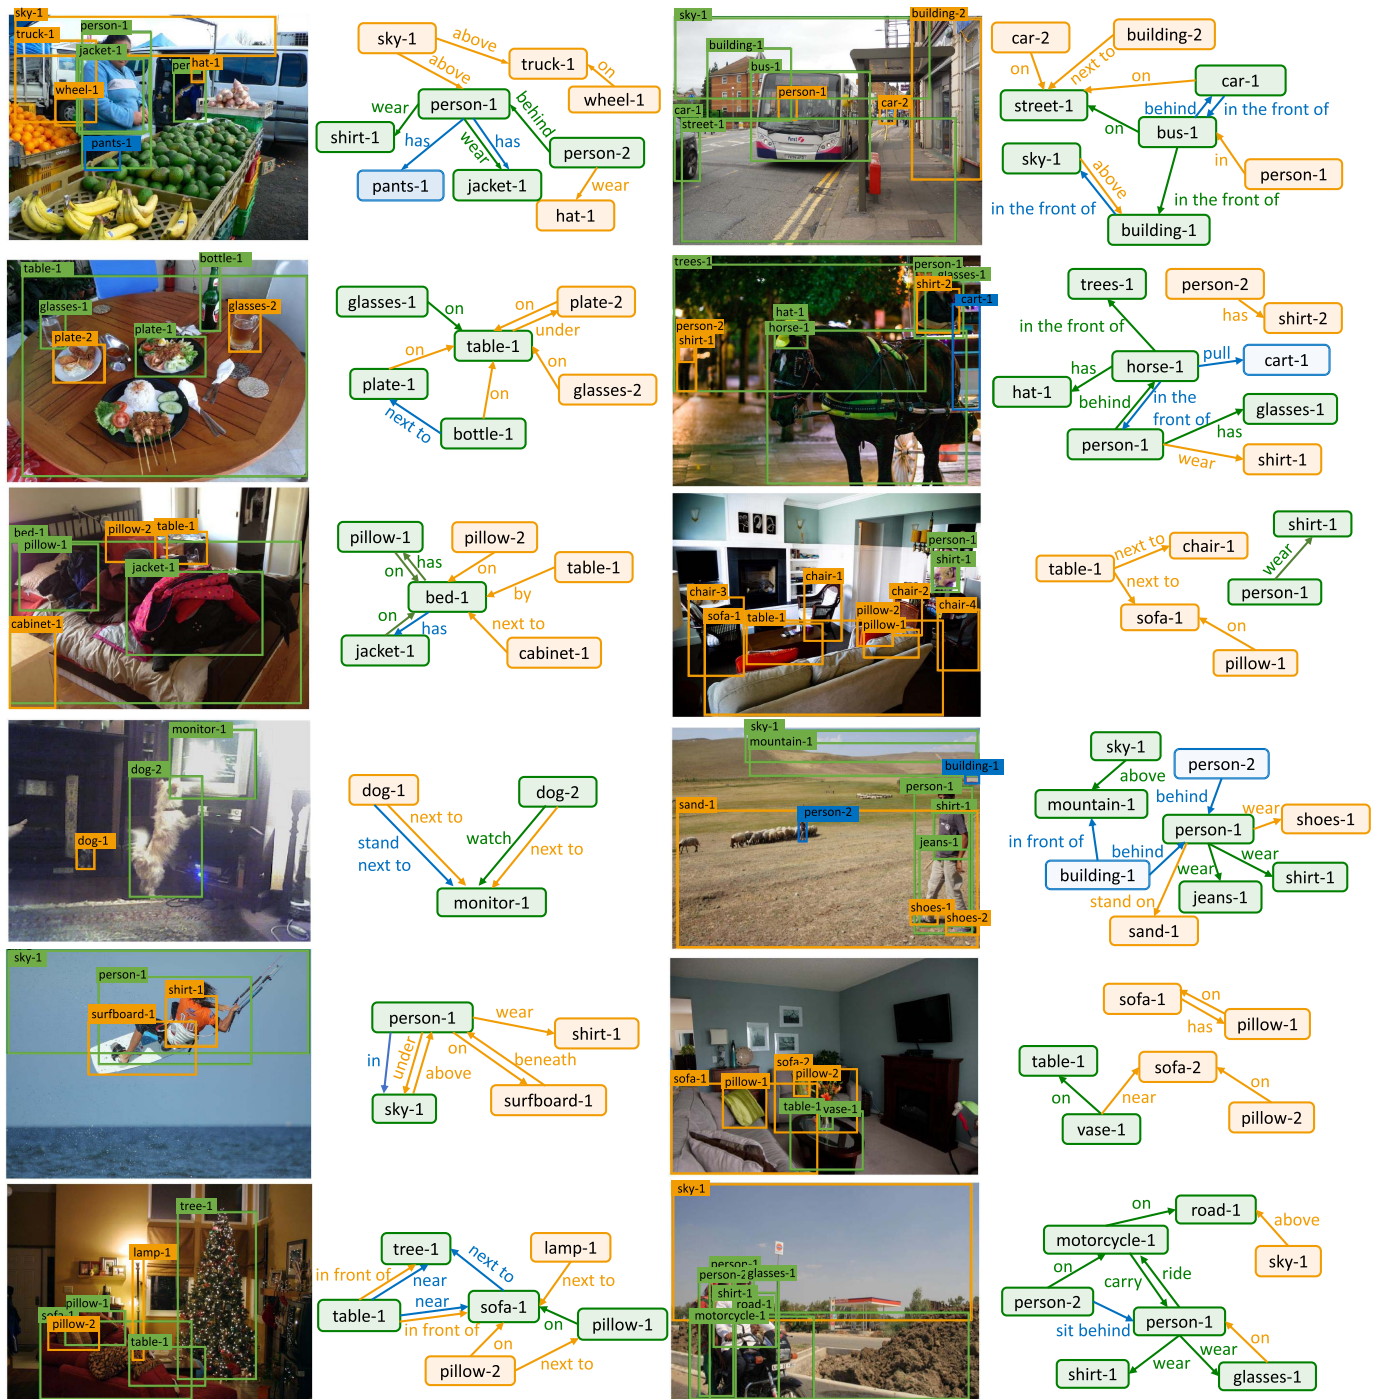 sky-1
truck-1
person-1
jacket-1
per
hat-1
wheel-1
pants-1
sky-1
above
truck-1
above
on
wheel-1
person-1
wear
behind
shirt-1
has
has
wear
person-2
pants-1
jacket-1
wear
hat-1
sky-1
building-2
building-1
bus-1
person-1
car-2
car-1
street-1
first
car-2
building-2
on
next to
on
car-1
street-1
behind
in the front of
on
bus-1
sky-1
above
in
person-1
in the front of
in the front of
building-1
table-1
bottle-1
glasses-1
glasses-2
plate-1
plate-2
glasses-1
on
on
plate-2
under
table-1
on
on
plate-1
glasses-2
on
next to
bottle-1
trees-1
person-1
glasses-1
shirt-2
cart-1
hat-1
horse-1
person-2
shirt-1
trees-1
person-2
has
shirt-2
in the front of
pull
horse-1
cart-1
has
hat-1
behind
in the
front of
glasses-1
person-1
has
wear
shirt-1
bed-1
pillow-2
table-1
pillow-1
jacket-1
cabinet-1
pillow-1
pillow-2
has
on
on
table-1
bed-1
by
on
has
next to
jacket-1
cabinet-1
person-1
shirt-1
chair-1
chair-3
chair-2
chair-4
sofa-1
table-1
pillow-2
pillow-1
shirt-1
next to
chair-1
wear
table-1
next to
person-1
sofa-1
on
pillow-1
monitor-1
dog-2
dog-1
dog-1
dog-2
next to
watch
stand
next to
next to
monitor-1
sky-1
mountain-1
building-1
person-1
sand-1
shirt-1
person-2
jeans-1
shoes-1
shoes-2
sky-1
person-2
above
mountain-1
behind
wear
shoes-1
person-1
in front of
behind
wear
building-1
wear
shirt-1
stand on
jeans-1
sand-1
sky-1
person-1
shirt-1
surfboard-1
person-1
wear
shirt-1
in
under
on
beneath
above
sky-1
surfboard-1
sofa-2
sofa-1
pillow-1
pillow-2
table-1
vase-1
sofa-1
on
has
pillow-1
table-1
sofa-2
on
on
near
vase-1
pillow-2
tree-1
lamp-1
pillow-1
sofa-1
pillow-2
table-1
tree-1
next to
lamp-1
in front of
near
next to
near
sofa-1
table-1
in front of
on
pillow-1
on
pillow-2
next to
sky-1
person-1
person-2
glasses-1
shirt-1
road-1
motorcycle-1
on
road-1
motorcycle-1
above
on
ride
sky-1
carry
person-2
sit behind
person-1
on
wear
wear
shirt-1
glasses-1